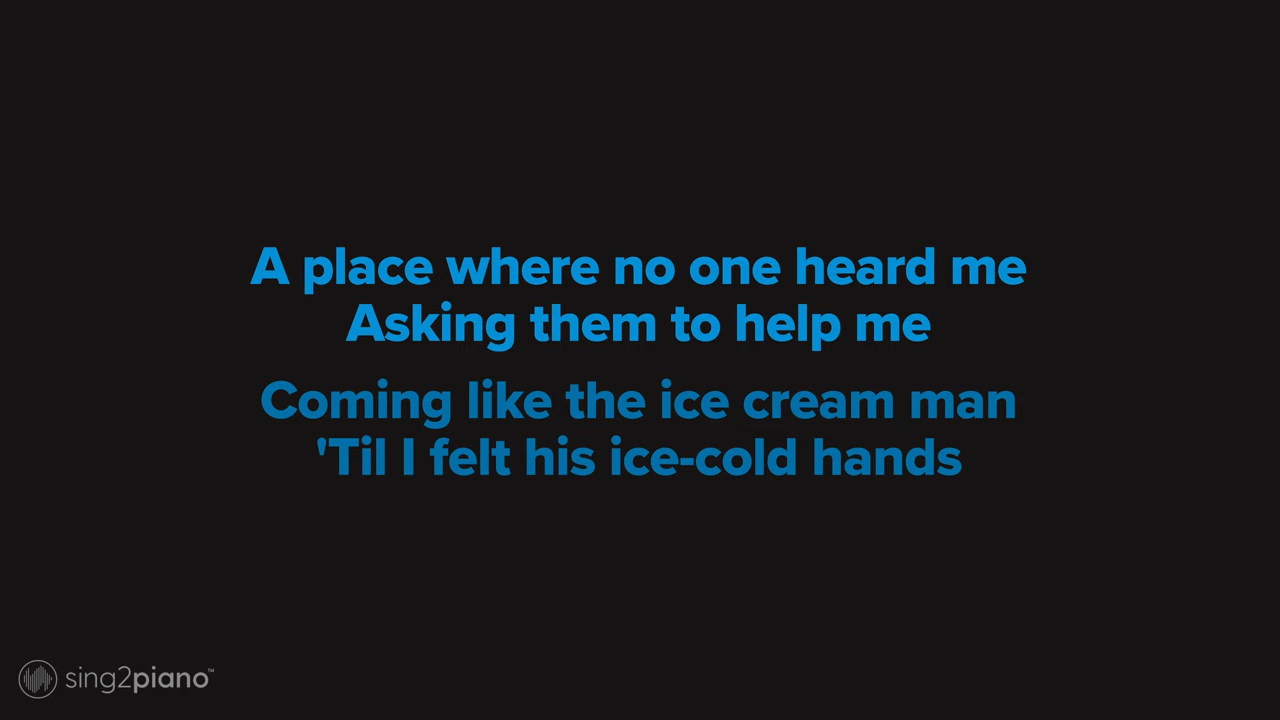 A place where no one heard me
Asking them to help me
Coming like the ice cream man
'Til I felt his ice-cold hands
sing2piano™